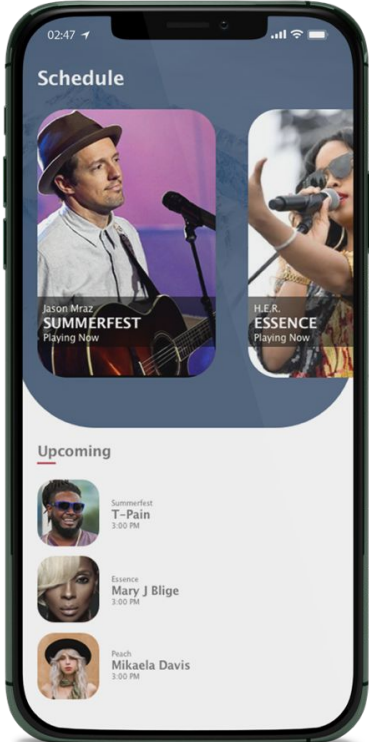 02:47
Schedule
Jason Mraz
SUMMERFEST
Playing Now
H.E.R.
ESSENCE
Playing Now
Upcoming
Summerfest
T-Pain
3:00 PM
Essence
Mary J Blige
3:00 PM
Peach
Mikaela Davis
3:00 PM